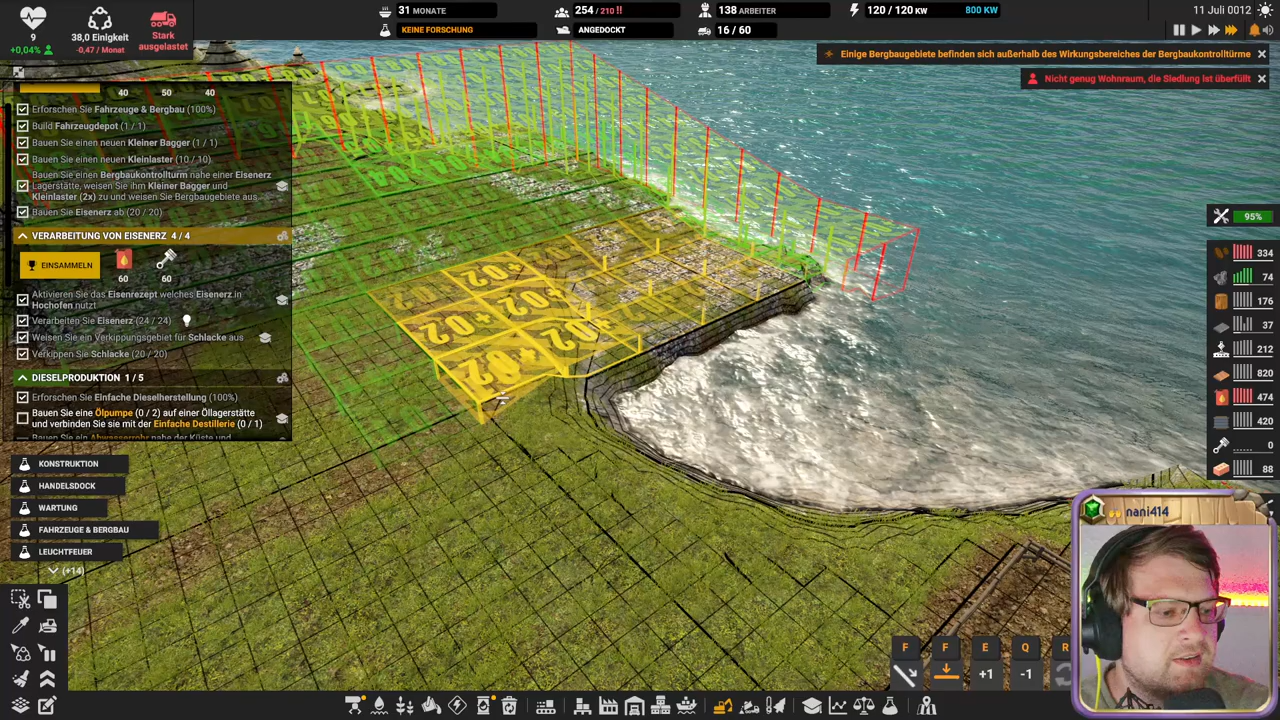 9
38,0 Einigkeit
Stark
ausgelastet
+0,04%
-0,47 / Monat
31 MONATE
KEINE FORSCHUNG
254 / 210 !!
ANGEDOCKT
138 ARBEITER
16 / 60
120 / 120 KW
800 KW
11 Juli 0012
Einige Bergbaugebiete befinden sich außerhalb des Wirkungsbereiches der Bergbaukontrolltürme
Nicht genug Wohnraum, die Siedlung ist überfüllt
40 50 40
Erforschen Sie Fahrzeuge & Bergbau (100%)
Build Fahrzeugdepot (1 / 1)
Bauen Sie einen neuen Kleiner Bagger (1 / 1)
Bauen Sie einen neuen Kleinlaster (10 / 10)
Bauen Sie einen Bergbaukontrollturm nahe einer Eisenerz
Lagerstätte, weisen Sie ihm Kleiner Bagger und
Kleinlaster (2x) zu und weisen Sie Bergbaugebiete aus.
Bauen Sie Eisenerz ab (20 / 20)
VERARBEITUNG VON EISENERZ 4 / 4
EINSAMMELN
60 60
Aktivieren Sie das Eisenrezept welches Eisenerz in
Hochofen nutzt
Verarbeiten Sie Eisenerz (24 / 24)
Weisen Sie ein Verkippungsgebiet für Schlacke aus
Verkippen Sie Schlacke (20 / 20)
DIESELPRODUKTION 1 / 5
Erforschen Sie Einfache Dieselherstellung (100%)
Bauen Sie eine Ölpumpe (0 / 2) auf einer Öllagerstätte
und verbinden Sie sie mit der Einfache Destillerie (0 / 1)
Bauen Sie ein Abwasserrohr nahe der Küste und
KONSTRUKTION
HANDELSDOCK
WARTUNG
FAHRZEUGE & BERGBAU
LEUCHTFEUER
(+14)
95%
334
74
176
37
212
820
474
420
0
88
nani414
F F E Q R
+1 -1